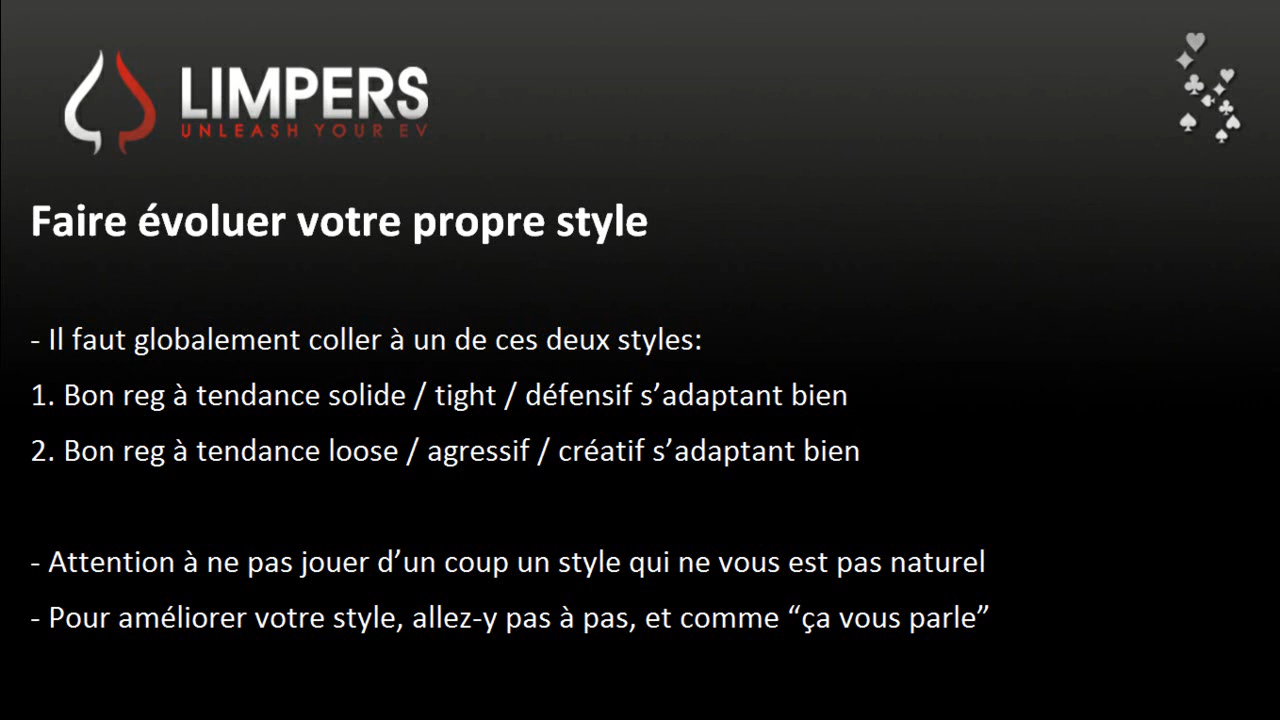 LIMPERS
UNLEASH YOUR EV
Faire évoluer votre propre style
- Il faut globalement coller à un de ces deux styles:
1. Bon reg à tendance solide / tight / défensif s’adaptant bien
2. Bon reg à tendance loose / agressif / créatif s’adaptant bien
- Attention à ne pas jouer d’un coup un style qui ne vous est pas naturel
- Pour améliorer votre style, allez-y pas à pas, et comme “ça vous parle”